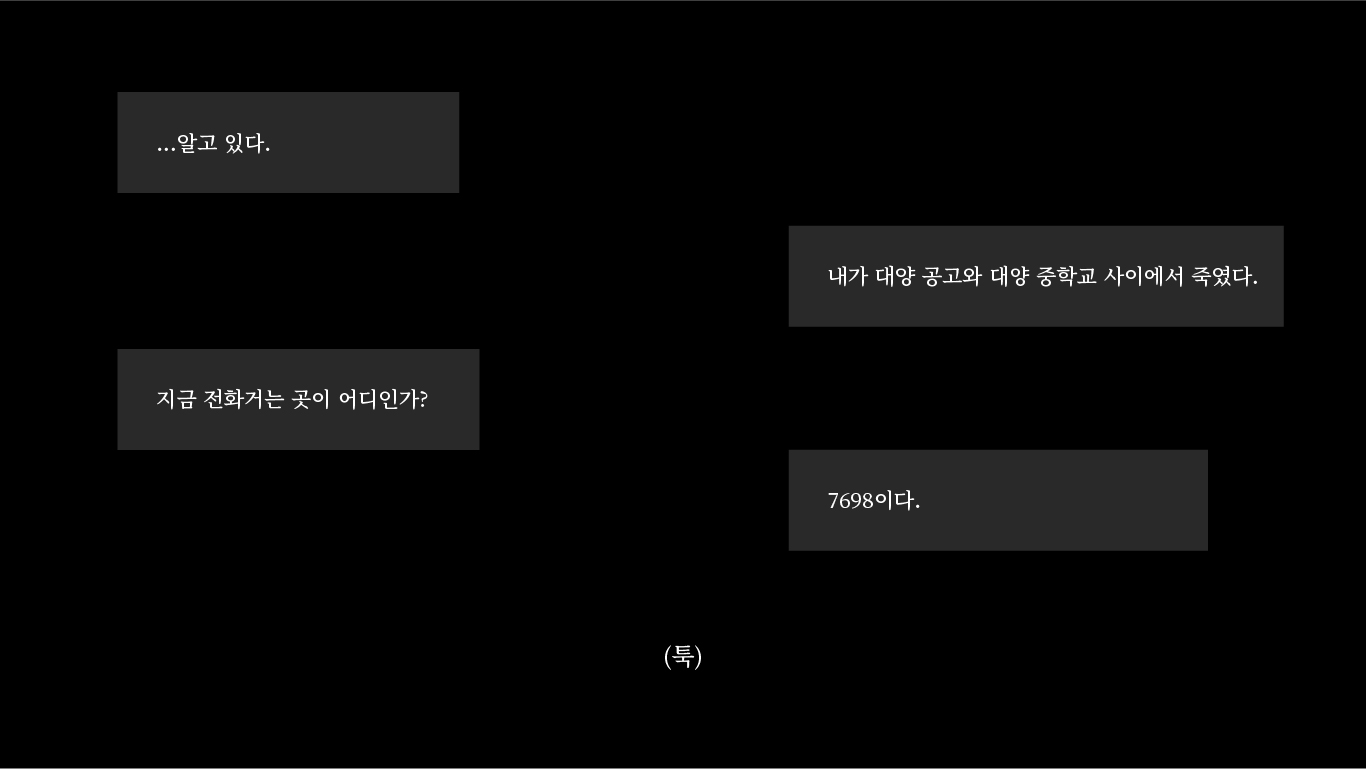 ...알고 있다.
내가 대양 공고와 대양 중학교 사이에서 죽였다.
지금 전화거는 곳이 어디인가?
7698이다.
(툭)